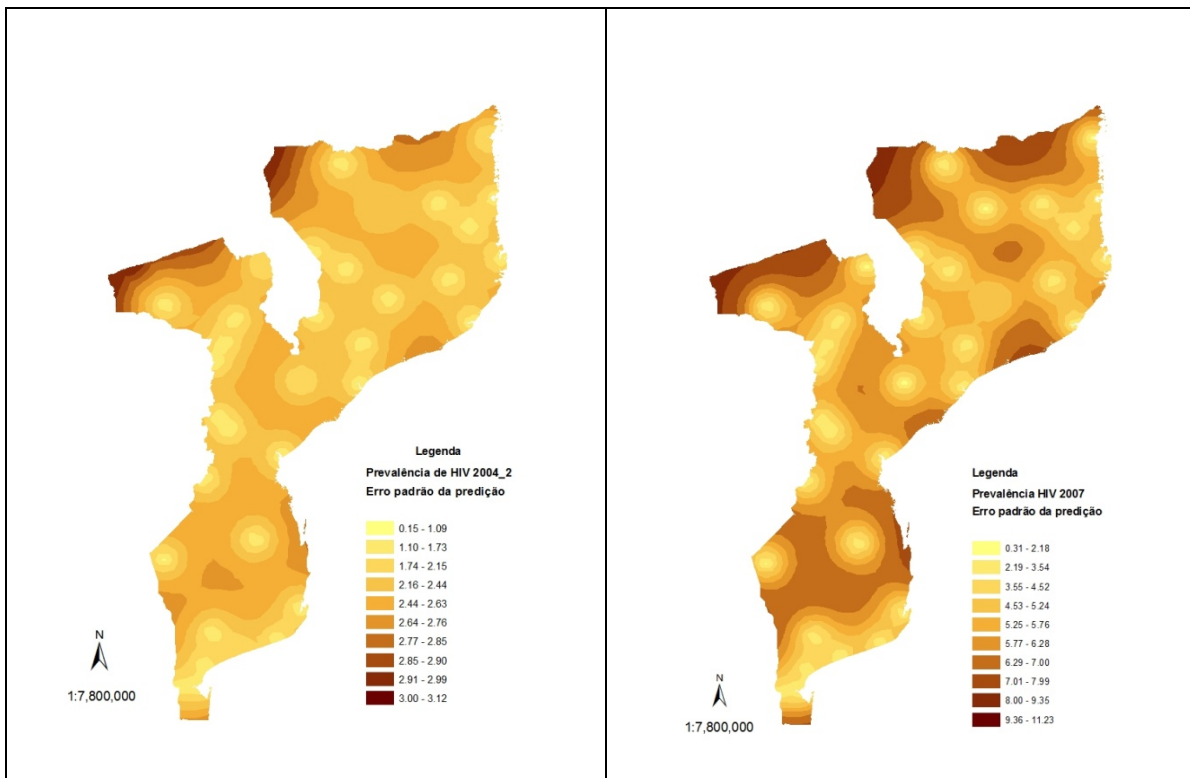 Legenda
Prevalência de HIV 2004_2
Erro padrão da predição
0.15 - 1.09
1.10 - 1.73
1.74 - 2.15
2.16 - 2.44
2.44 - 2.63
2.64 - 2.76
2.77 - 2.85
2.85 - 2.90
2.91 - 2.99
3.00 - 3.12
N
1:7,800,000
Legenda
Prevalência HIV 2007
Erro padrão da predição
0.31 - 2.18
2.19 - 3.54
3.55 - 4.52
4.53 - 5.24
5.25 - 5.76
5.77 - 6.28
6.29 - 7.00
7.01 - 7.99
8.00 - 9.35
9.36 - 11.23
N
1:7,800,000